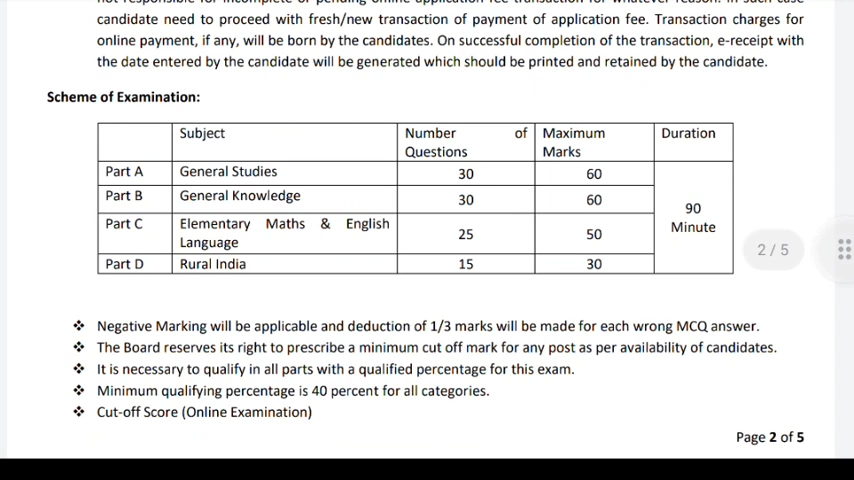 candidate need to proceed with fresh/new transaction of payment of application fee. Transaction charges for
online payment, if any, will be born by the candidates. On successful completion of the transaction, e-receipt with
the date entered by the candidate will be generated which should be printed and retained by the candidate.
Scheme of Examination:
Subject Number of Questions Maximum Marks Duration
Part A General Studies 30 60
Part B General Knowledge 30 60
90 Minute
Part C Elementary Maths & English Language 25 50
Part D Rural India 15 30
2 / 5
❖ Negative Marking will be applicable and deduction of 1/3 marks will be made for each wrong MCQ answer.
❖ The Board reserves its right to prescribe a minimum cut off mark for any post as per availability of candidates.
❖ It is necessary to qualify in all parts with a qualified percentage for this exam.
❖ Minimum qualifying percentage is 40 percent for all categories.
❖ Cut-off Score (Online Examination)
Page 2 of 5